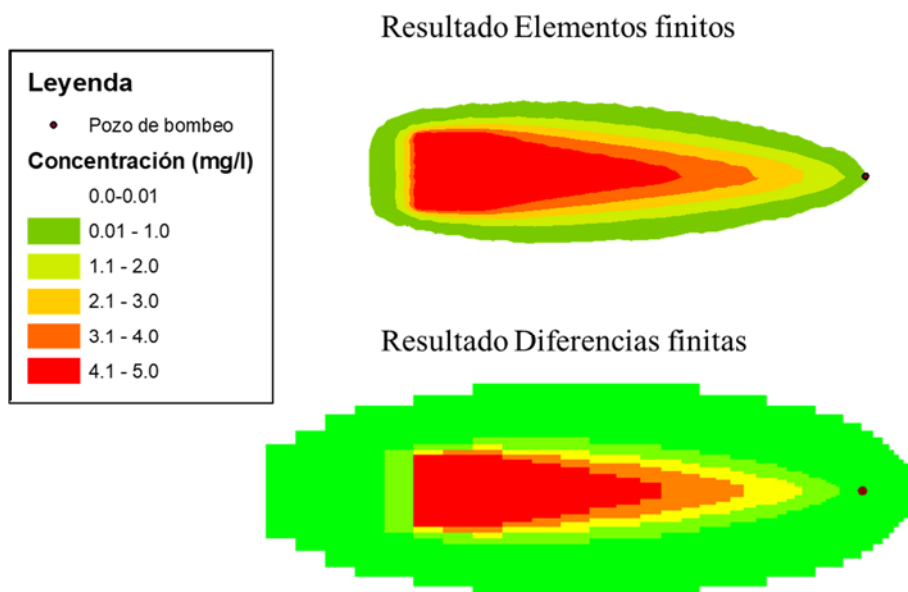 Resultado Elementos finitos
Leyenda
Pozo de bombeo
Concentración (mg/l)
0.0-0.01
0.01 - 1.0
1.1 - 2.0
2.1 - 3.0
3.1 - 4.0
4.1 - 5.0
Resultado Diferencias finitas